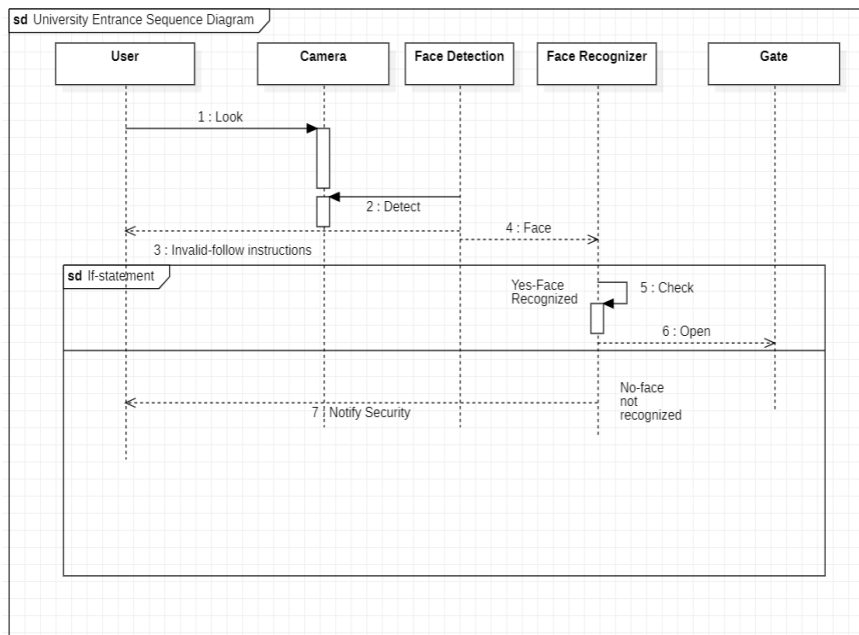 sd University Entrance Sequence Diagram
User
Camera
Face Detection
Face Recognizer
Gate
1 : Look
2 : Detect
4 : Face
3 : Invalid-follow instructions
sd If-statement
Yes-Face
Recognized
5 : Check
6 : Open
No-face
not
recognized
7 : Notify Security